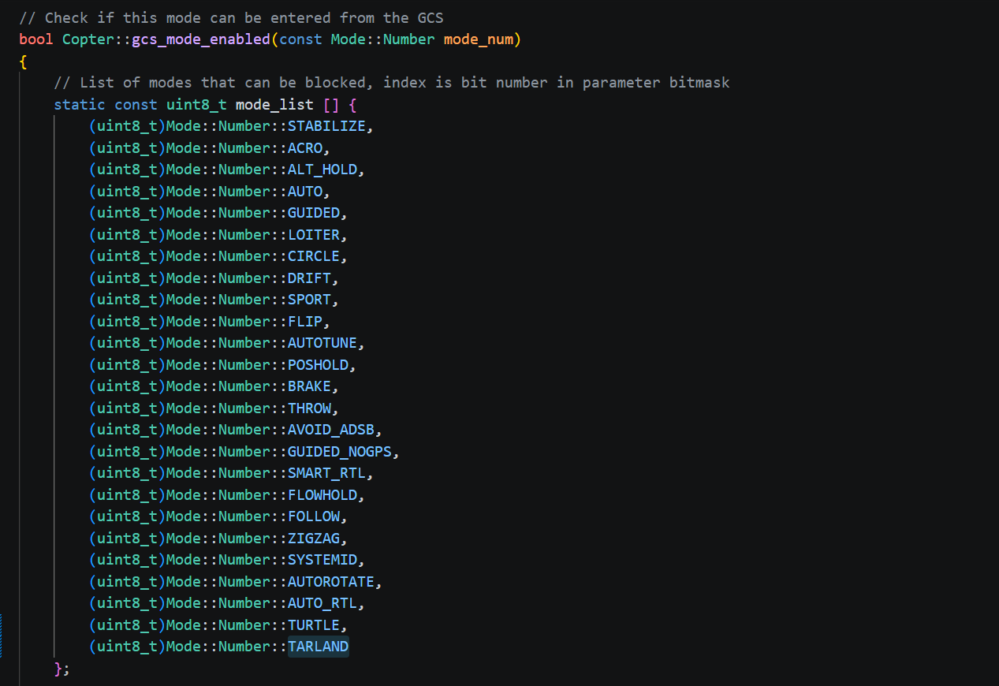 // Check if this mode can be entered from the GCS
bool Copter::gcs_mode_enabled(const Mode::Number mode_num)
{
// List of modes that can be blocked, index is bit number in parameter bitmask
static const uint8_t mode_list [] {
(uint8_t)Mode::Number::STABILIZE,
(uint8_t)Mode::Number::ACRO,
(uint8_t)Mode::Number::ALT_HOLD,
(uint8_t)Mode::Number::AUTO,
(uint8_t)Mode::Number::GUIDED,
(uint8_t)Mode::Number::LOITER,
(uint8_t)Mode::Number::CIRCLE,
(uint8_t)Mode::Number::DRIFT,
(uint8_t)Mode::Number::SPORT,
(uint8_t)Mode::Number::FLIP,
(uint8_t)Mode::Number::AUTOTUNE,
(uint8_t)Mode::Number::POSHOLD,
(uint8_t)Mode::Number::BRAKE,
(uint8_t)Mode::Number::THROW,
(uint8_t)Mode::Number::AVOID_ADSB,
(uint8_t)Mode::Number::GUIDED_NOGPS,
(uint8_t)Mode::Number::SMART_RTL,
(uint8_t)Mode::Number::FLOWHOLD,
(uint8_t)Mode::Number::FOLLOW,
(uint8_t)Mode::Number::ZIGZAG,
(uint8_t)Mode::Number::SYSTEMID,
(uint8_t)Mode::Number::AUTOROTATE,
(uint8_t)Mode::Number::AUTO_RTL,
(uint8_t)Mode::Number::TURTLE,
(uint8_t)Mode::Number::TARLAND
};